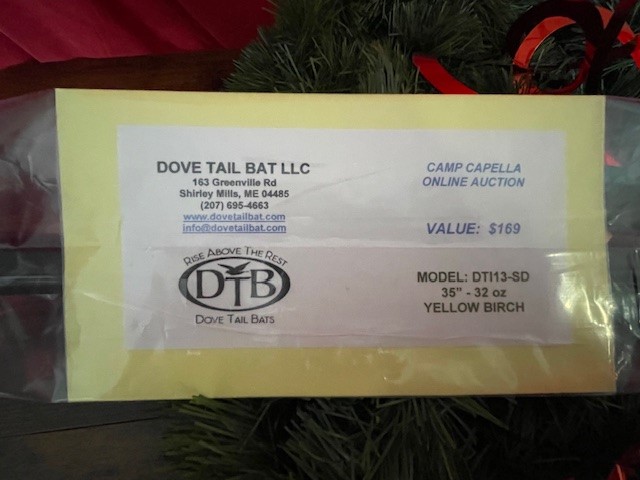 DOVE TAIL BAT LLC
163 Greenville Rd
Shirley Mills, ME 04485
(207) 695-4663
www.dovetailbat.com
info@dovetailbat.com
RISE ABOVE THE REST
DTB
DOVE TAIL BATS
CAMP CAPELLA
ONLINE AUCTION
VALUE: $169
MODEL: DTI13-SD
35" - 32 oz
YELLOW BIRCH